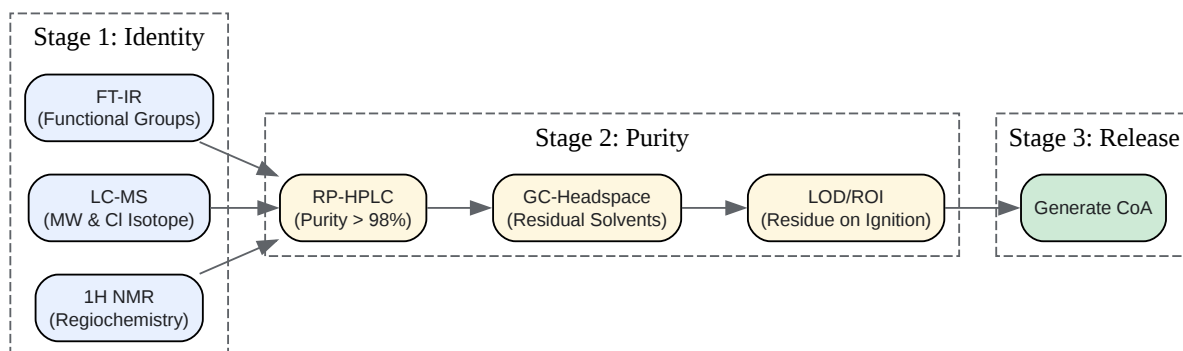 Stage 1: Identity
FT-IR
(Functional Groups)
LC-MS
(MW & Cl Isotope)
1H NMR
(Regiochemistry)
Stage 2: Purity
RP-HPLC
(Purity > 98%)
GC-Headspace
(Residual Solvents)
LOD/ROI
(Residue on Ignition)
Stage 3: Release
Generate CoA